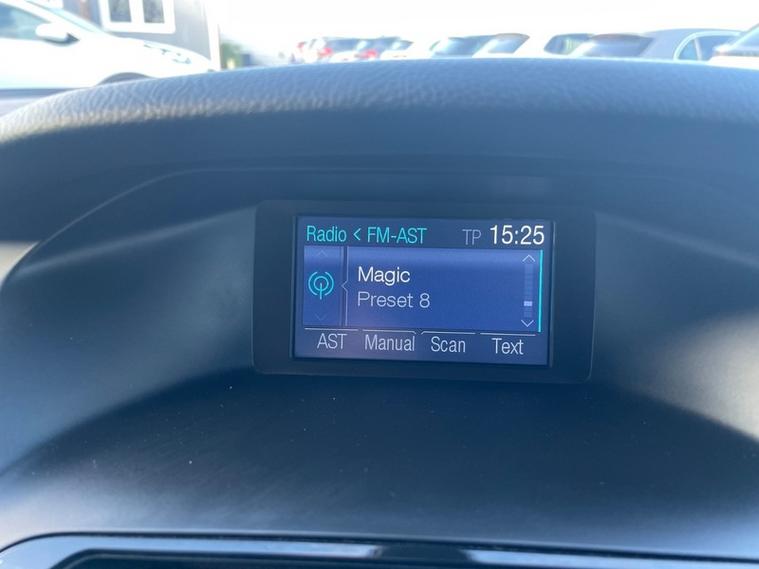 Radio < FM-AST TP 15:25
Magic
Preset 8
AST Manual Scan Text